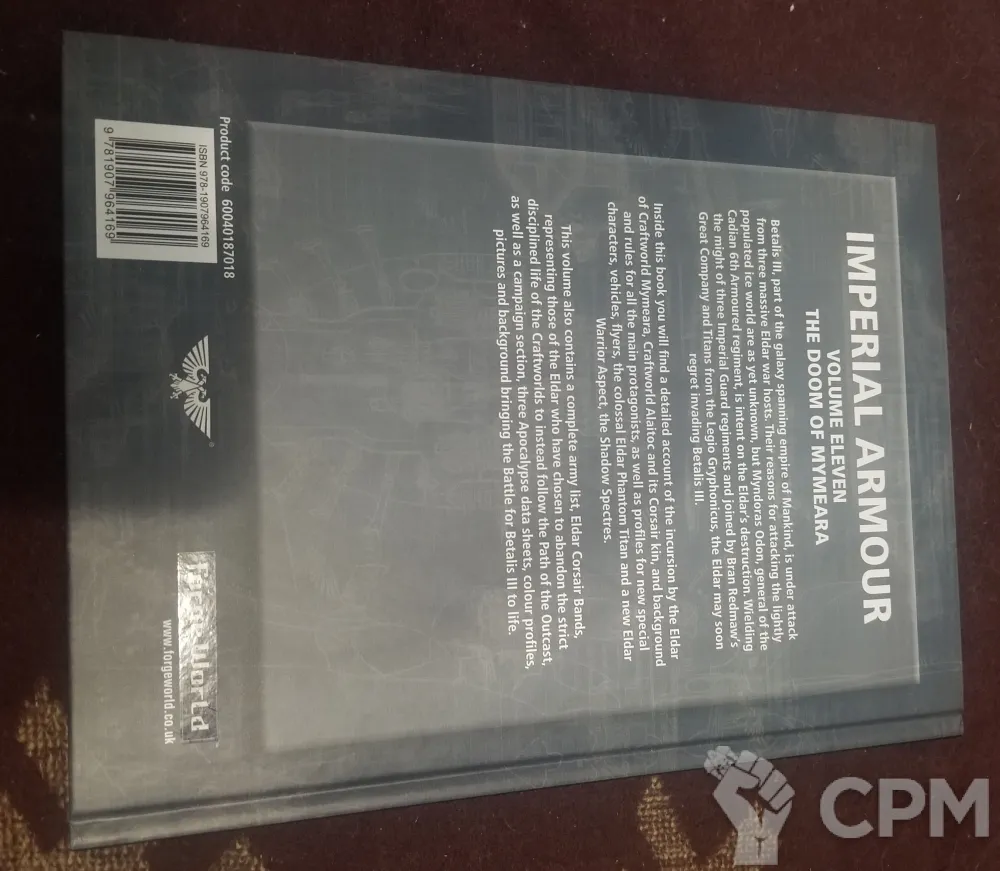 IMPERIAL ARMOUR
VOLUME ELEVEN
THE DOOM OF MYMEARA
Betalis III, part of the galaxy spanning empire of Mankind, is under attack
from three massive Eldar war hosts. Their reasons for attacking the lightly
populated ice world are as yet unknown, but Myndoras Odon, general of the
Cadian 6th Armoured regiment, is intent on the Eldar's destruction. Wielding
the might of three Imperial Guard regiments and joined by Bran Redmaw's
Great Company and Titans from the Legio Gryphonicus, the Eldar may soon
regret invading Betalis III.
Inside this book you will find a detailed account of the incursion by the Eldar
of Craftworld Mymeara, Craftworld Alaitoc and its Corsair kin, and background
and rules for all the main protagonists, as well as profiles for new special
characters, vehicles, flyers, the colossal Eldar Phantom Titan and a new Eldar
Warrior Aspect, the Shadow Spectres.
This volume also contains a complete army list, Eldar Corsair Bands,
representing those of the Eldar who have chosen to abandon the strict
disciplined life of the Craftworlds to instead follow the Path of the Outcast,
as well as a campaign section, three Apocalypse data sheets, colour profiles,
pictures and background bringing the Battle for Betalis III to life.
Product code 60040187018
ISBN 978-1907964169
9 781907 964169
®
Forge World
www.forgeworld.co.uk
CPM